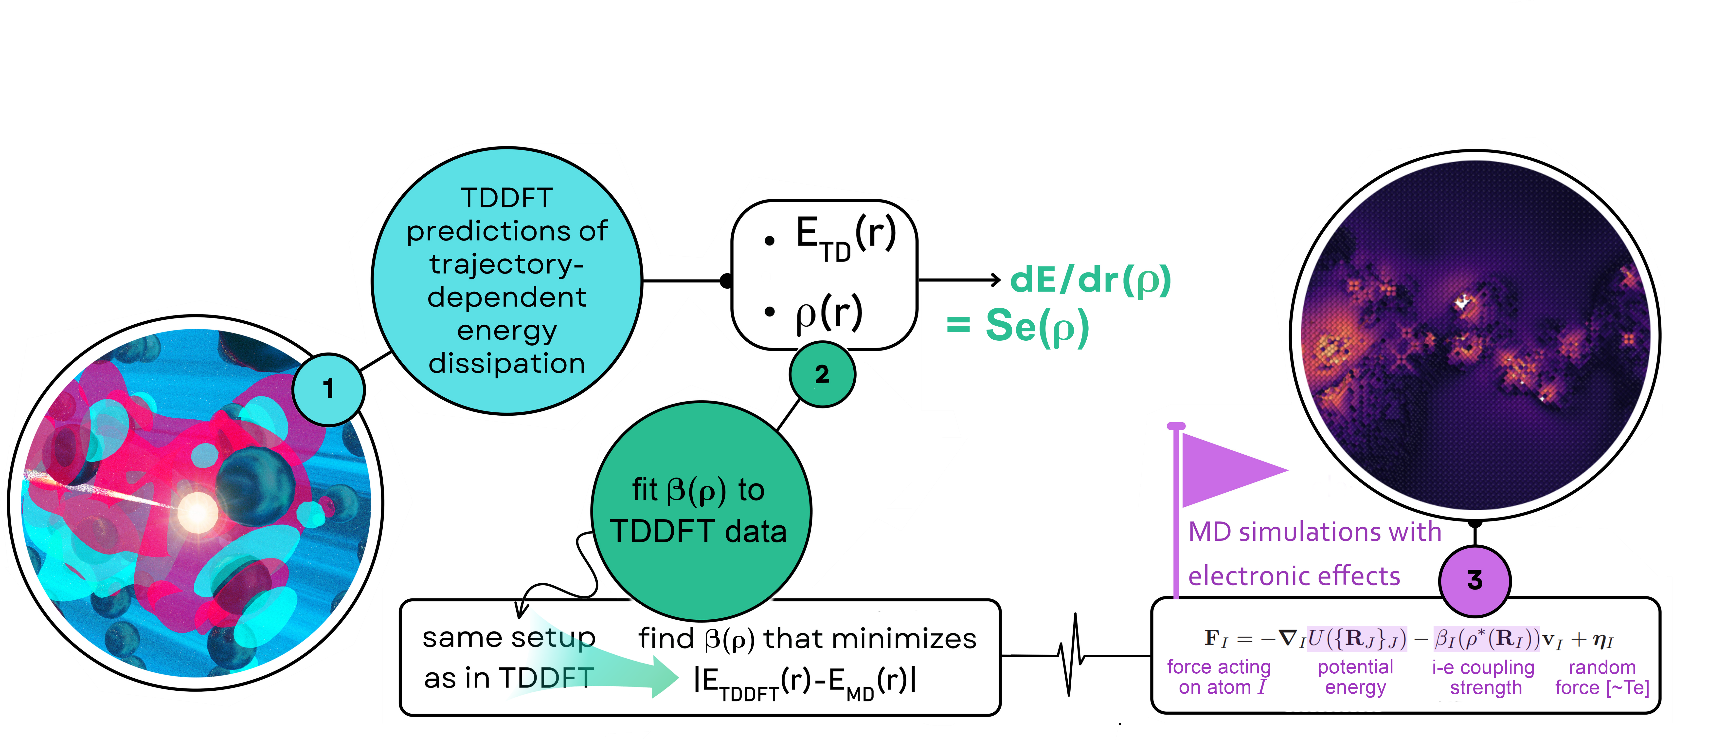 TDDFT
predictions of
trajectory-
dependent
energy
dissipation
1
• E_TD(r)
• ρ(r)
dE/dr(ρ)
= Se(ρ)
2
fit β(ρ) to
TDDFT data
same setup
as in TDDFT
find β(ρ) that minimizes
|E_TDDFT(r)-E_MD(r)|
MD simulations with
electronic effects
3
F_I = −∇_I U({R_J}_J) − β_I(ρ*(R_I))v_I + η_I
force acting
on atom I
potential
energy
i-e coupling
strength
random
force [~Te]